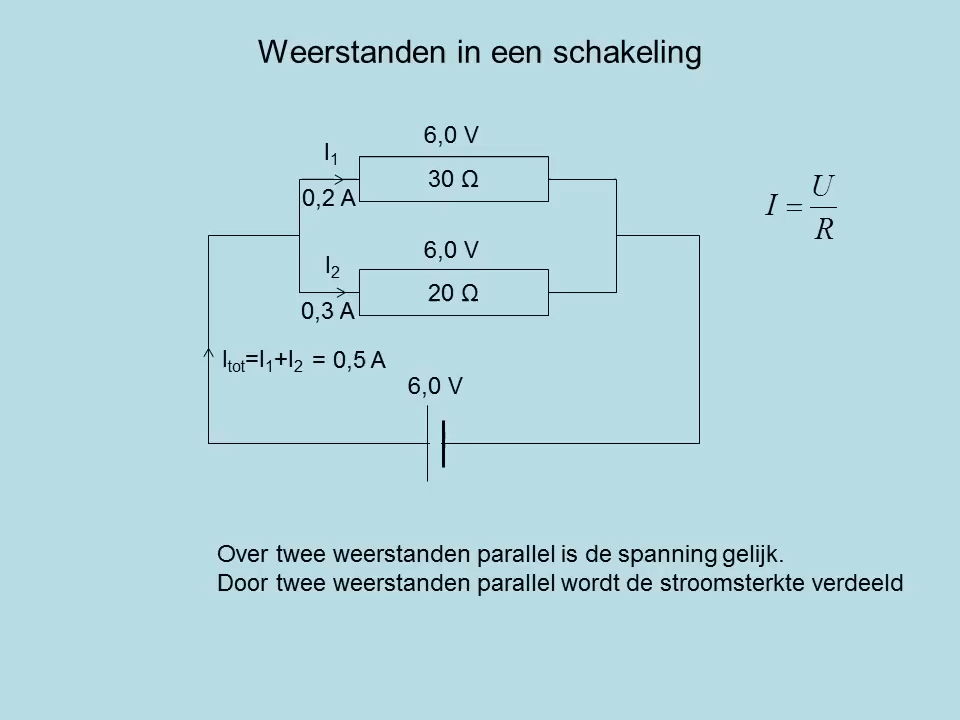 Weerstanden in een schakeling
6,0 V
I₁
30 Ω
0,2 A
I = U/R
6,0 V
I₂
20 Ω
0,3 A
Iₜₒₜ=I₁+I₂ = 0,5 A
6,0 V
Over twee weerstanden parallel is de spanning gelijk.
Door twee weerstanden parallel wordt de stroomsterkte verdeeld